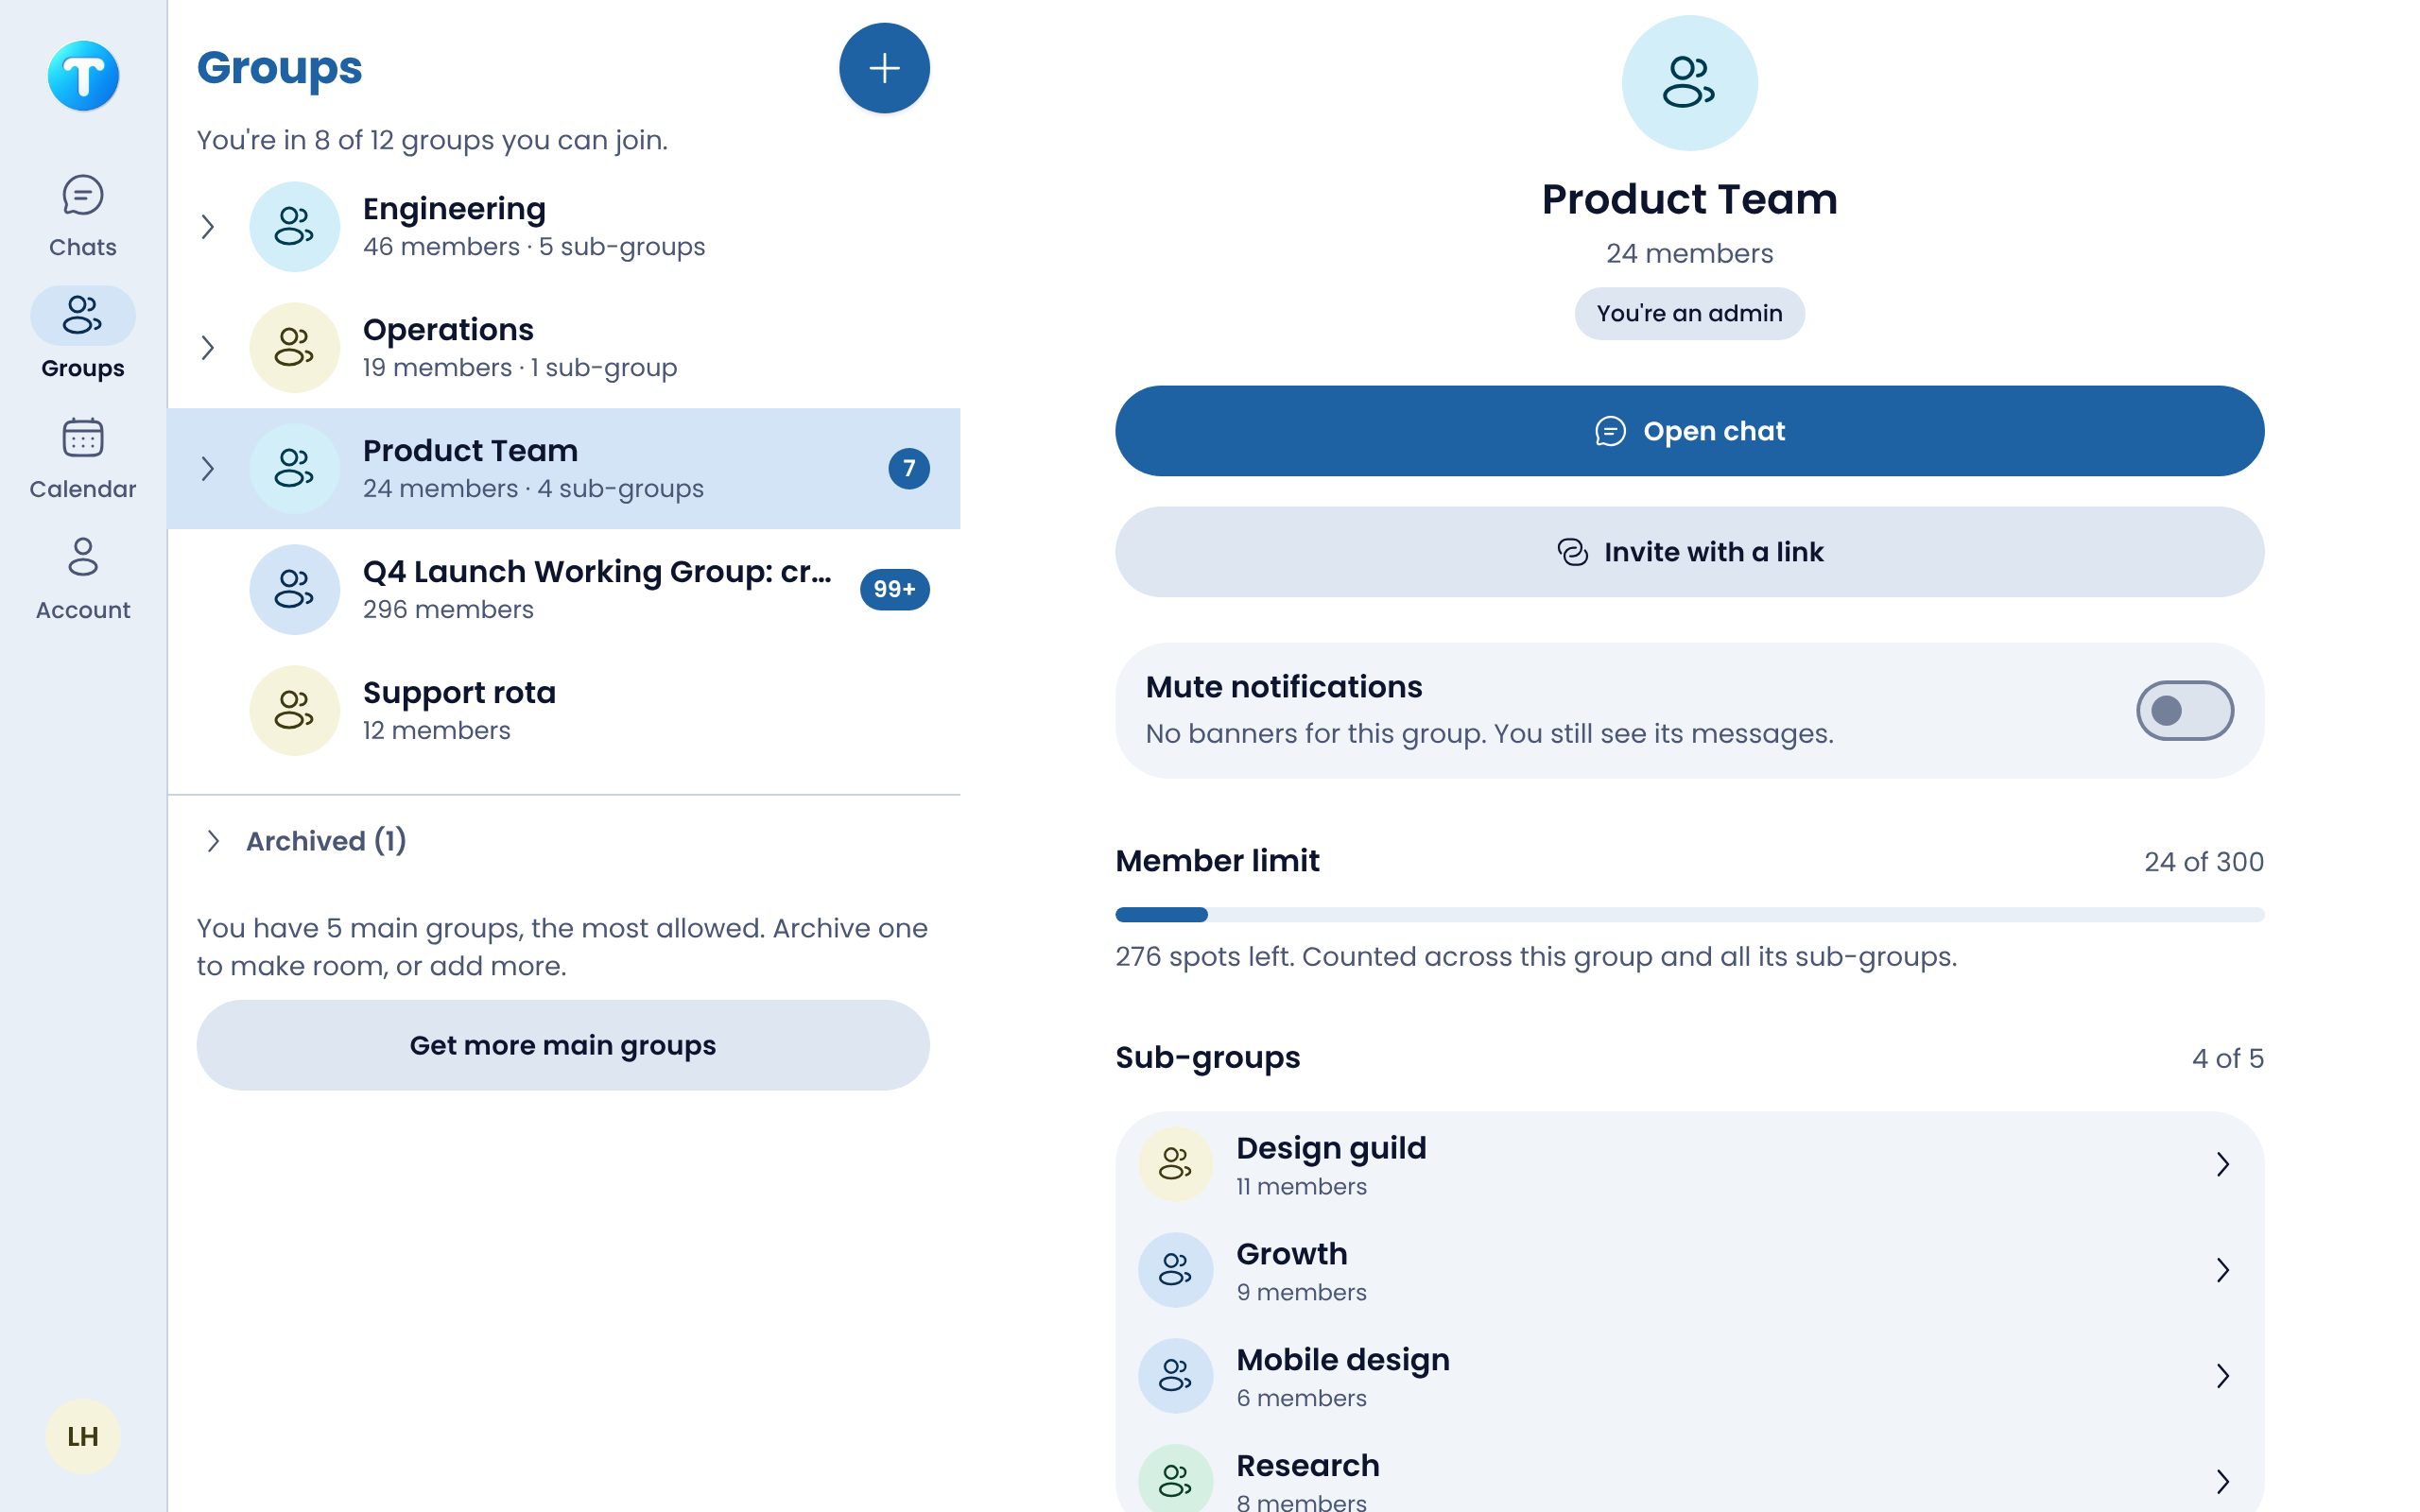 T
Chats
Groups
Calendar
Account
LH
Groups
You're in 8 of 12 groups you can join.
Engineering
46 members · 5 sub-groups
Operations
19 members · 1 sub-group
Product Team
24 members · 4 sub-groups
7
Q4 Launch Working Group: cr...
296 members
99+
Support rota
12 members
Archived (1)
You have 5 main groups, the most allowed. Archive one
to make room, or add more.
Get more main groups
Product Team
24 members
You're an admin
Open chat
Invite with a link
Mute notifications
No banners for this group. You still see its messages.
Member limit
24 of 300
276 spots left. Counted across this group and all its sub-groups.
Sub-groups
4 of 5
Design guild
11 members
Growth
9 members
Mobile design
6 members
Research
8 members